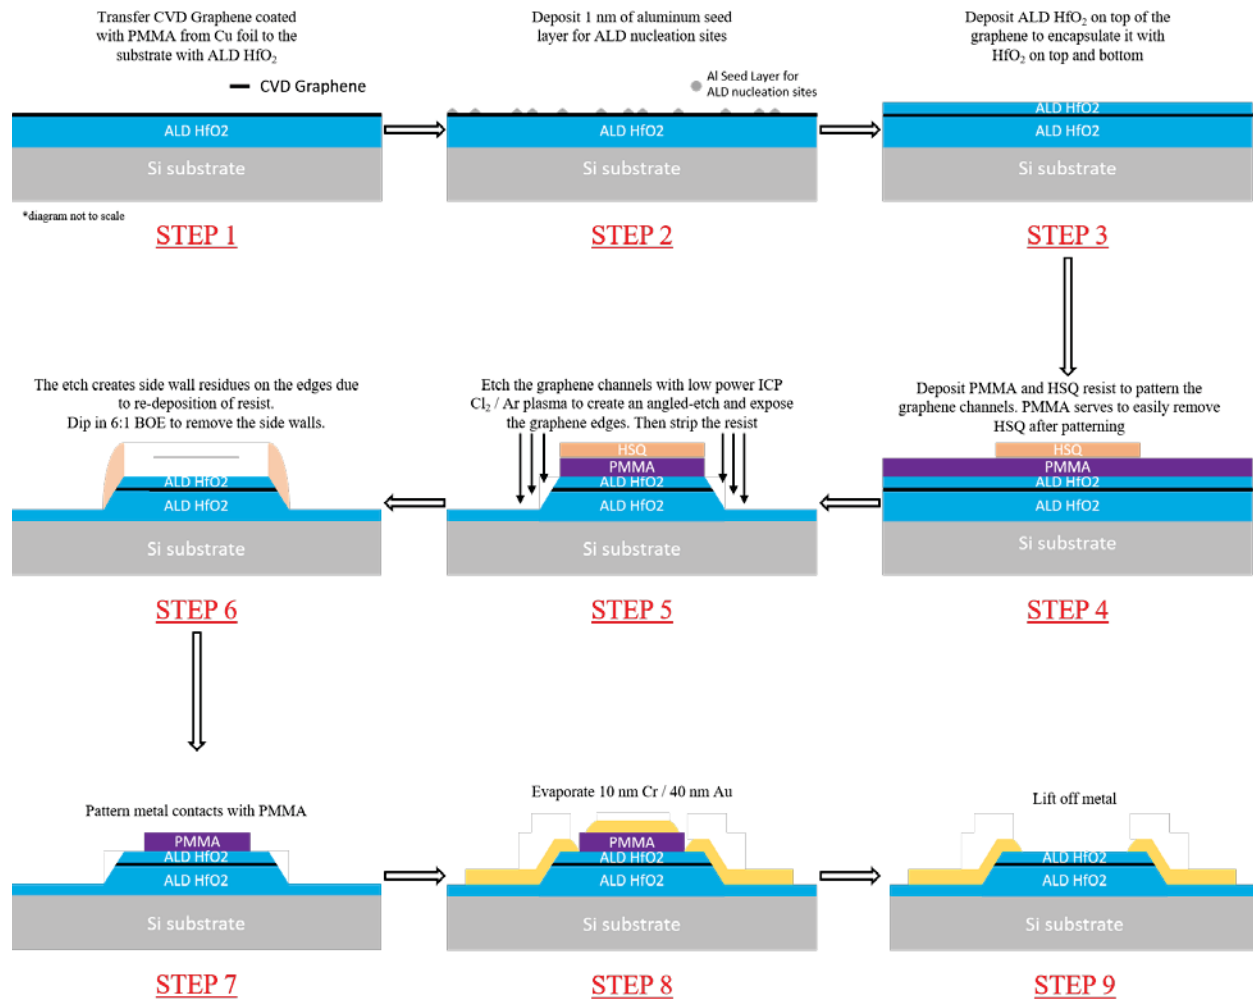 Transfer CVD Graphene coated
with PMMA from Cu foil to the
substrate with ALD HfO₂
CVD Graphene
ALD HfO2
Si substrate
*diagram not to scale
STEP 1
Deposit 1 nm of aluminum seed
layer for ALD nucleation sites
Al Seed Layer for
ALD nucleation sites
ALD HfO2
Si substrate
STEP 2
Deposit ALD HfO₂ on top of the
graphene to encapsulate it with
HfO₂ on top and bottom
ALD HfO2
ALD HfO2
Si substrate
STEP 3
Deposit PMMA and HSQ resist to pattern the
graphene channels. PMMA serves to easily remove
HSQ after patterning
HSQ
PMMA
ALD HfO2
ALD HfO2
Si substrate
STEP 4
Etch the graphene channels with low power ICP
Cl₂ / Ar plasma to create an angled-etch and expose
the graphene edges. Then strip the resist
HSQ
PMMA
ALD HfO2
ALD HfO2
Si substrate
STEP 5
The etch creates side wall residues on the edges due
to re-deposition of resist.
Dip in 6:1 BOE to remove the side walls.
ALD HfO2
ALD HfO2
Si substrate
STEP 6
Pattern metal contacts with PMMA
PMMA
ALD HfO2
ALD HfO2
Si substrate
STEP 7
Evaporate 10 nm Cr / 40 nm Au
PMMA
ALD HfO2
ALD HfO2
Si substrate
STEP 8
Lift off metal
ALD HfO2
ALD HfO2
Si substrate
STEP 9